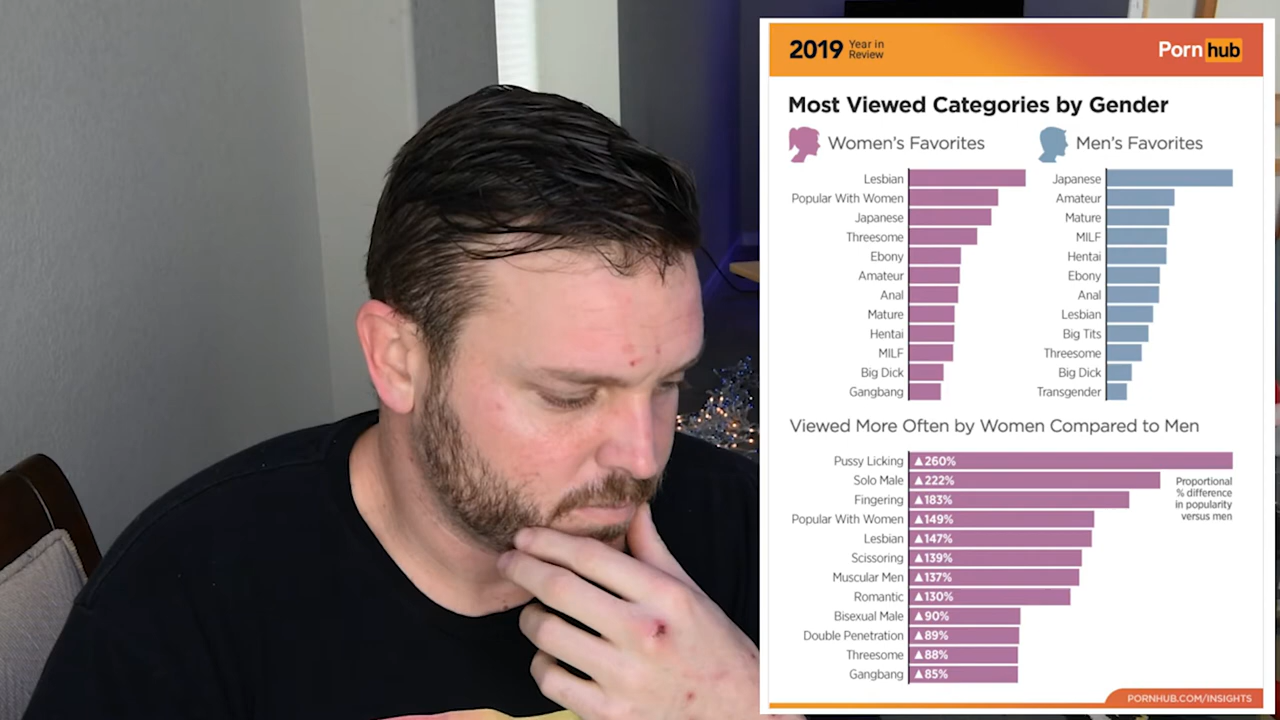 2019 Year in Review
Porn hub
Most Viewed Categories by Gender
Women's Favorites
Lesbian
Popular With Women
Japanese
Threesome
Ebony
Amateur
Anal
Mature
Hentai
MILF
Big Dick
Gangbang
Men's Favorites
Japanese
Amateur
Mature
MILF
Hentai
Ebony
Anal
Lesbian
Big Tits
Threesome
Big Dick
Transgender
Viewed More Often by Women Compared to Men
Pussy Licking ▲260%
Solo Male ▲222%
Fingering ▲183%
Popular With Women ▲149%
Lesbian ▲147%
Scissoring ▲139%
Muscular Men ▲137%
Romantic ▲130%
Bisexual Male ▲90%
Double Penetration ▲89%
Threesome ▲88%
Gangbang ▲85%
Proportional
% difference
in popularity
versus men
PORNHUB.COM/INSIGHTS